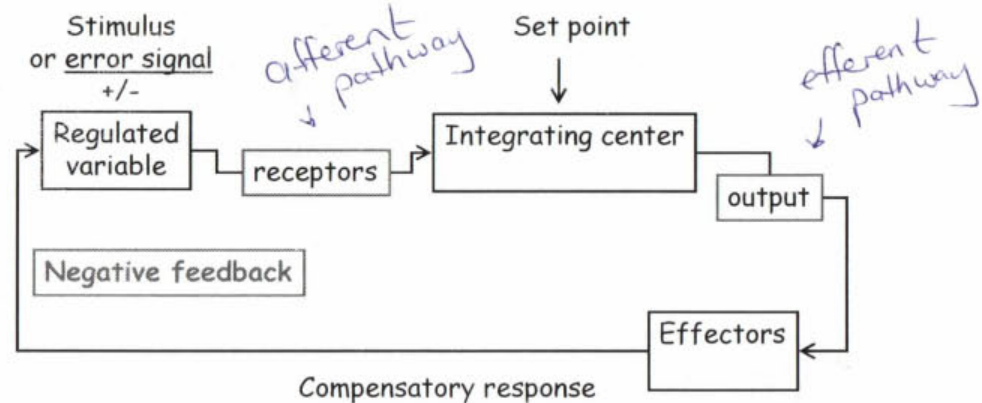 Stimulus
or error signal
+/-
afferent
pathway
Set point
efferent
pathway
Regulated
variable
receptors
Integrating center
output
Negative feedback
Effectors
Compensatory response